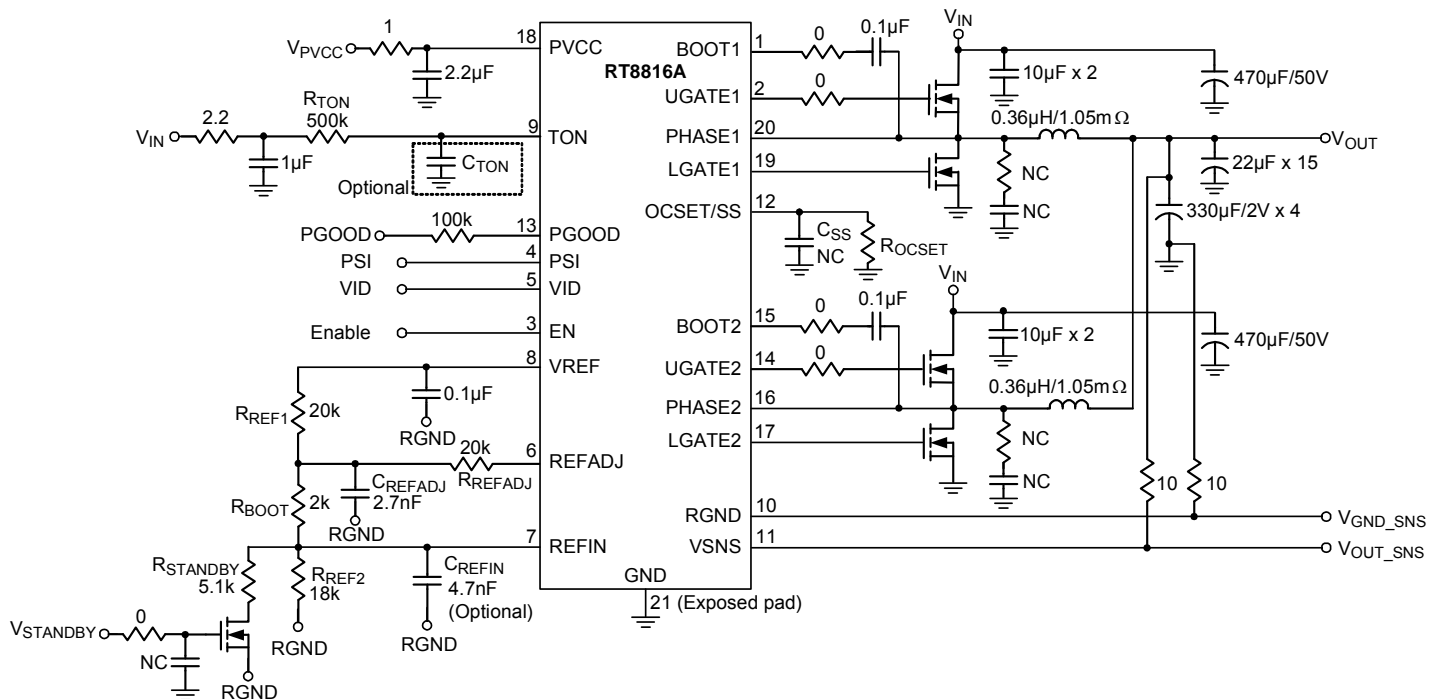 V_PVCC
1
18
PVCC
2.2µF
RT8816A
BOOT1
1
0
0.1µF
V_IN
10µF x 2
470µF/50V
UGATE1
2
0
V_IN
2.2
R_TON
500k
9
TON
1µF
Optional
C_TON
PHASE1
20
0.36µH/1.05mΩ
V_OUT
LGATE1
19
NC
NC
22µF x 15
330µF/2V x 4
OCSET/SS
12
C_SS
NC
R_OCSET
PGOOD
100k
13
PGOOD
PSI
4
PSI
VID
5
VID
Enable
3
EN
BOOT2
15
0
0.1µF
V_IN
10µF x 2
470µF/50V
UGATE2
14
0
8
VREF
0.1µF
RGND
R_REF1
20k
PHASE2
16
0.36µH/1.05mΩ
LGATE2
17
NC
NC
20k
R_REFADJ
6
REFADJ
C_REFADJ
2.7nF
RGND
R_BOOT
2k
10
10
RGND
10
V_GND_SNS
VSNS
11
V_OUT_SNS
7
REFIN
R_STANDBY
5.1k
R_REF2
18k
RGND
C_REFIN
4.7nF
(Optional)
RGND
GND
21 (Exposed pad)
V_STANDBY
0
NC
RGND